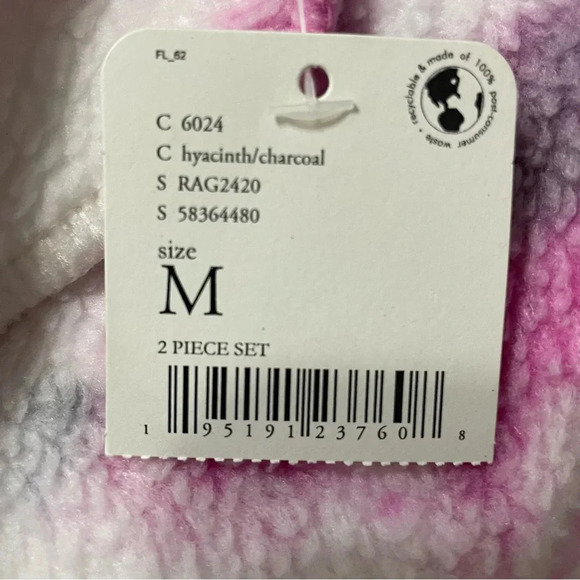 FL_62
recyclable & made of 100% post-consumer waste •
C 6024
C hyacinth/charcoal
S RAG2420
S 58364480
size
M
2 PIECE SET
1 95191 23760 8